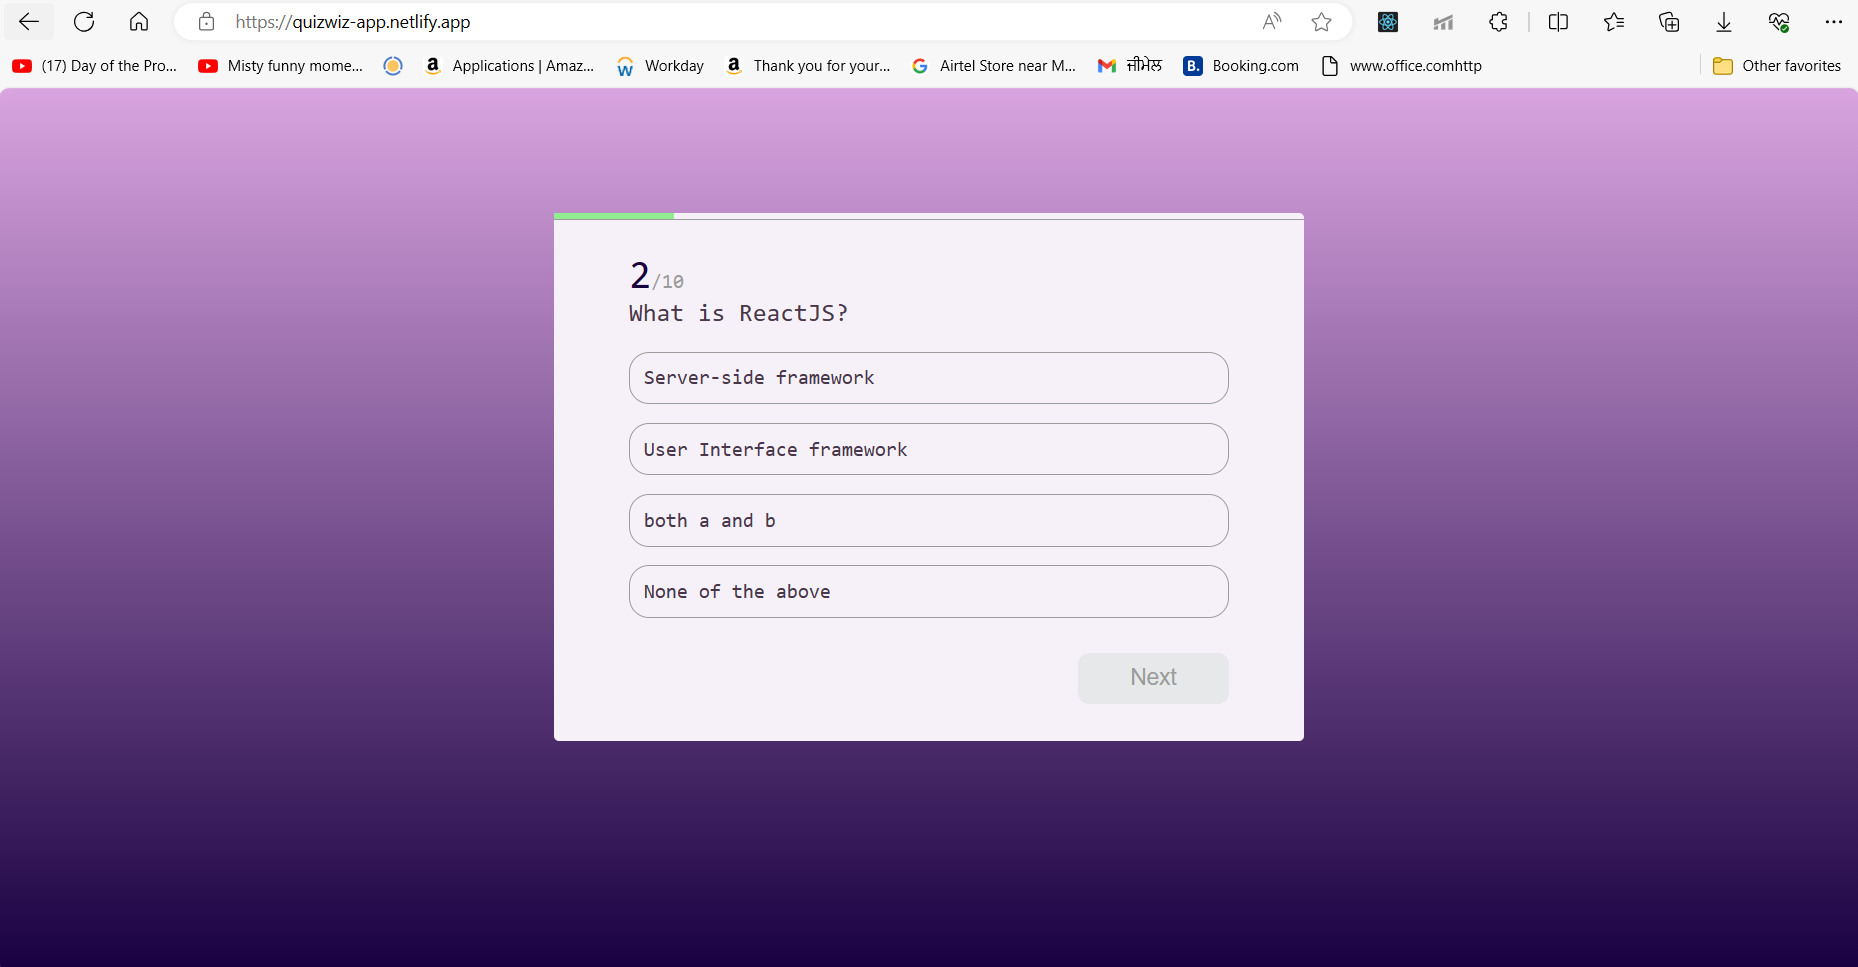 https://quizwiz-app.netlify.app
(17) Day of the Pro... Misty funny mome... Applications | Amaz... Workday Thank you for your... Airtel Store near M... ਜੀਮੇਲ Booking.com www.office.comhttp Other favorites
2/10
What is ReactJS?
Server-side framework
User Interface framework
both a and b
None of the above
Next